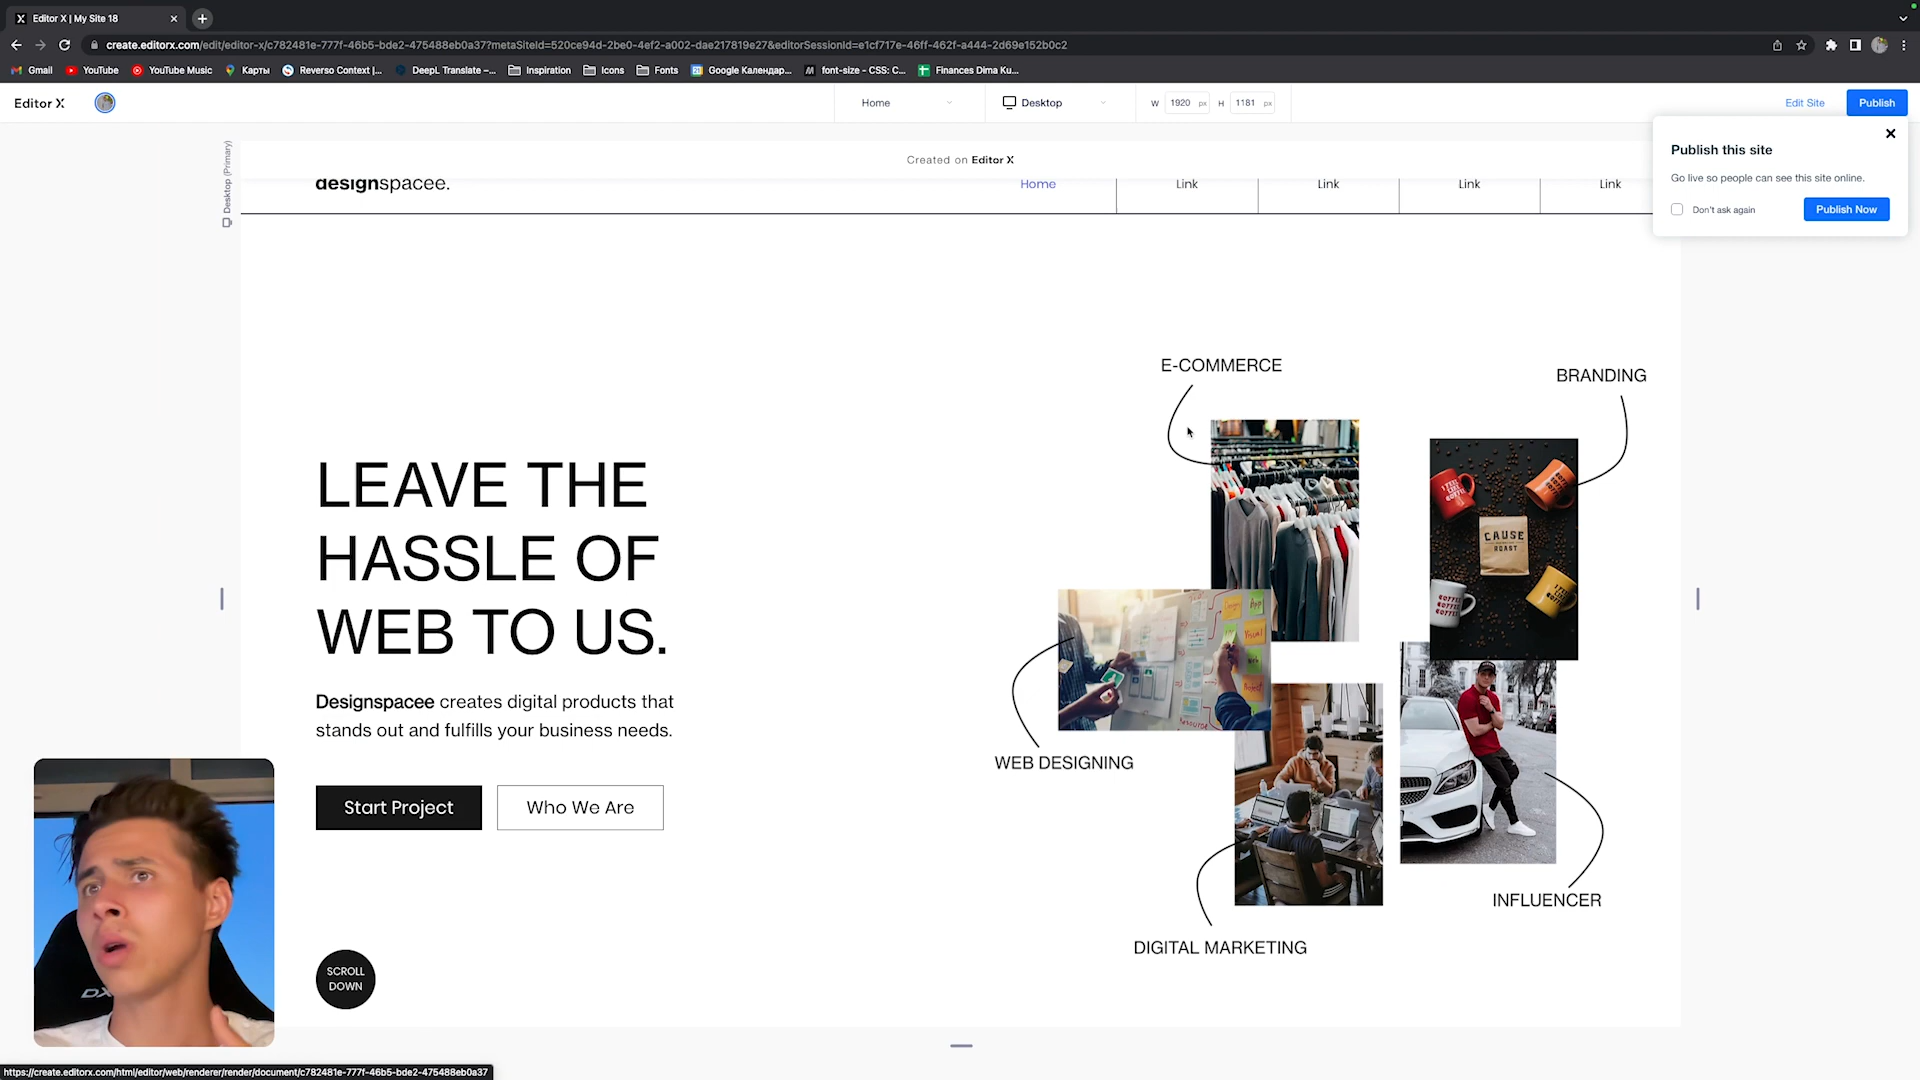 Editor X | My Site 18
create.editorx.com/edit/editor-x/c782481e-777f-46b5-bde2-475488eb0a37?metaSiteId=520ce94d-2be0-4ef2-a002-dae217819e27&editorSessionId=e1cf717e-46ff-462f-a444-2d69e152b0c2
Gmail YouTube YouTube Music Карты Reverso Context |... DeepL Translate –... Inspiration Icons Fonts Google Календар... font-size - CSS: C... Finances Dima Ku...
Editor X Home Desktop W 1920 px H 1181 px Edit Site Publish
Publish this site
Go live so people can see this site online.
Don't ask again Publish Now
Desktop (Primary)
Created on Editor X
designspacee. Home Link Link Link Link
E-COMMERCE
BRANDING
LEAVE THE
HASSLE OF
WEB TO US.
Designspacee creates digital products that
stands out and fulfills your business needs.
Start Project Who We Are
CAUSE
ROAST
WEB DESIGNING
INFLUENCER
DIGITAL MARKETING
SCROLL
DOWN
https://create.editorx.com/html/editor/web/renderer/render/document/c782481e-777f-46b5-bde2-475488eb0a37